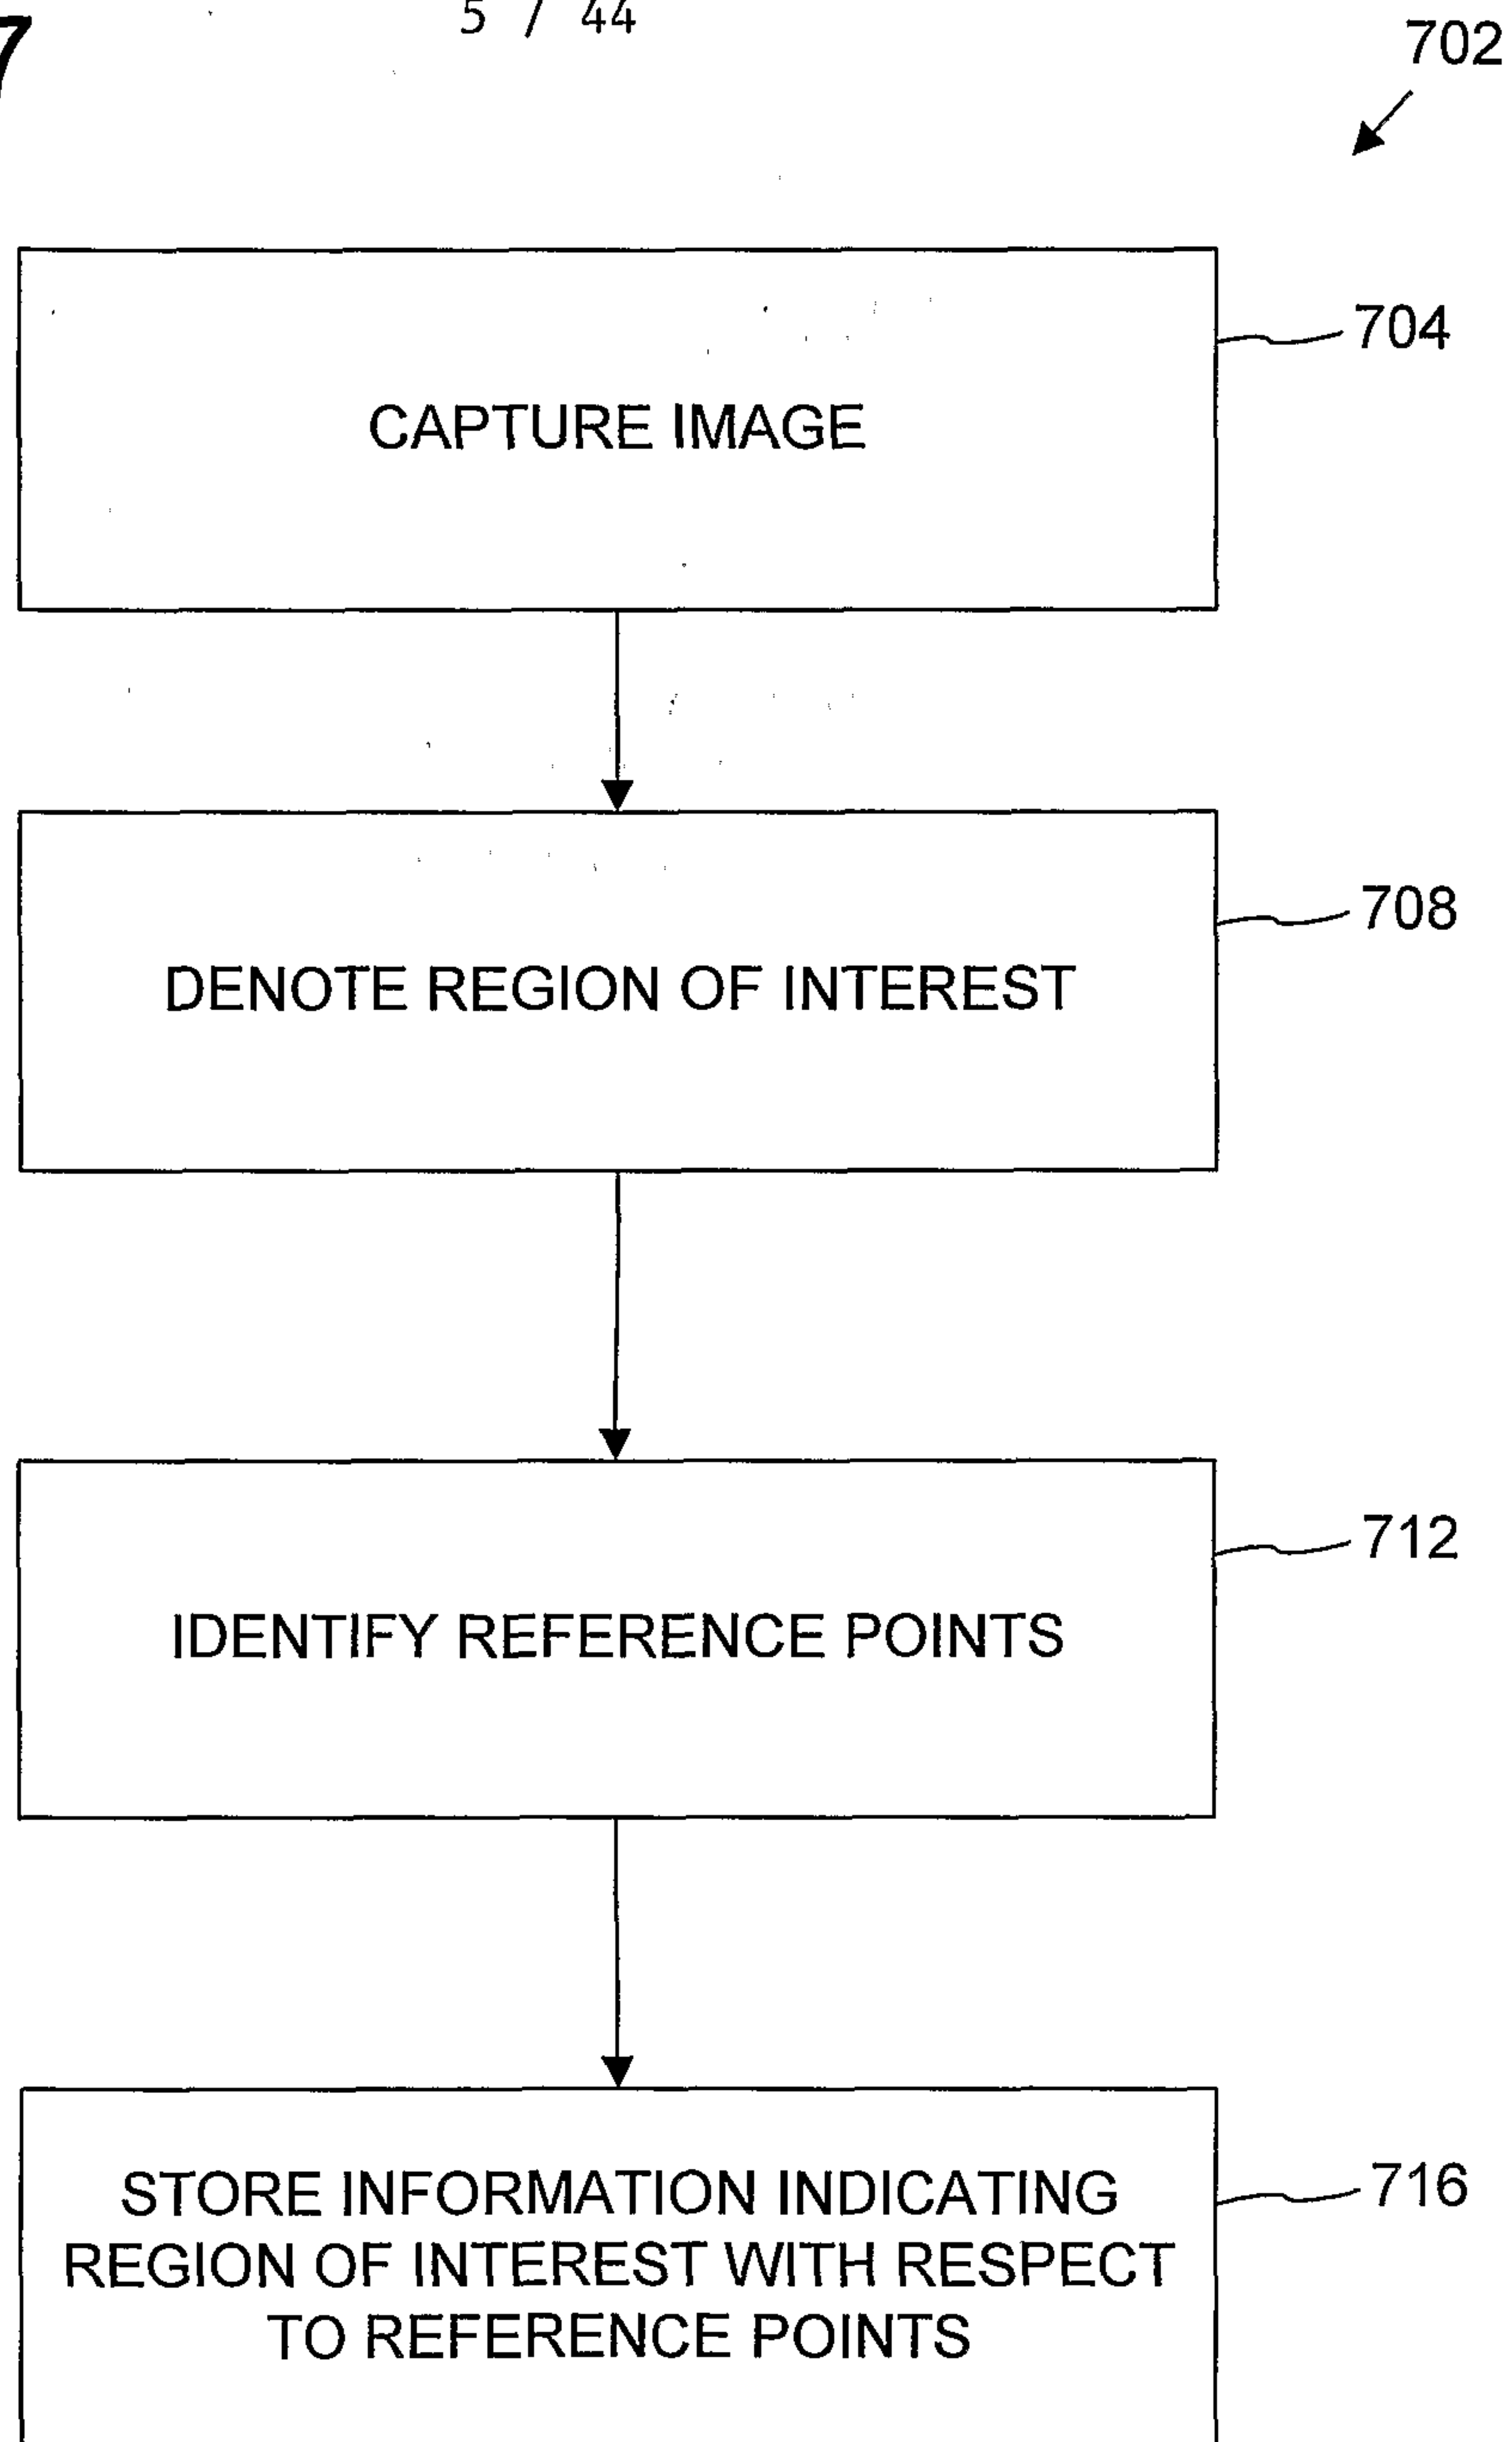 7
5 / 44
702
CAPTURE IMAGE
704
DENOTE REGION OF INTEREST
708
IDENTIFY REFERENCE POINTS
712
STORE INFORMATION INDICATING
REGION OF INTEREST WITH RESPECT
TO REFERENCE POINTS
716